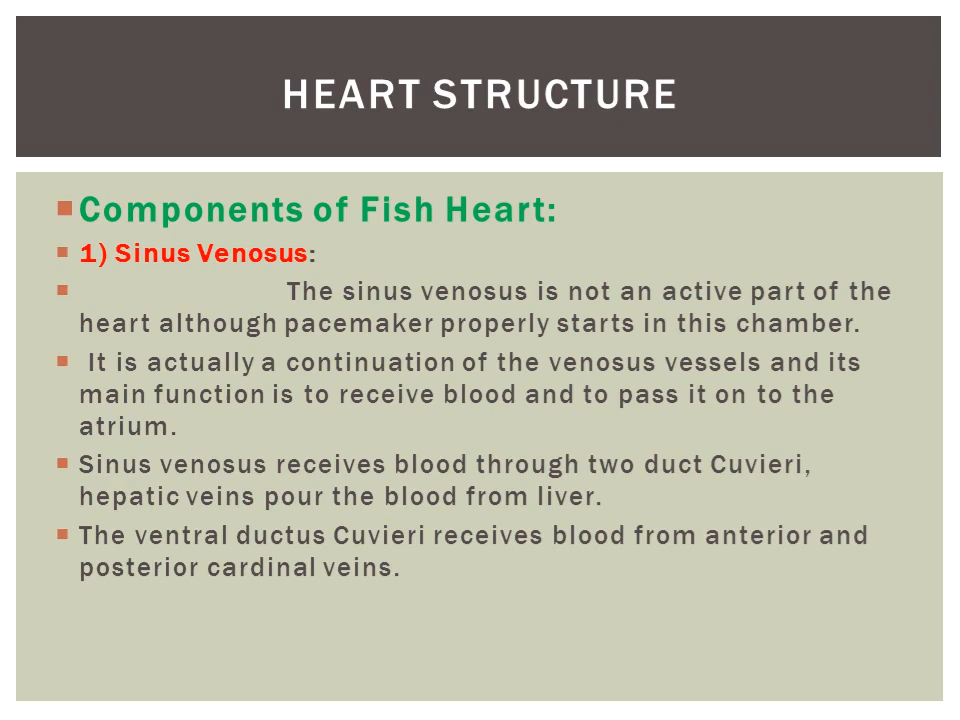 HEART STRUCTURE
Components of Fish Heart:
1) Sinus Venosus:
The sinus venosus is not an active part of the
heart although pacemaker properly starts in this chamber.
It is actually a continuation of the venosus vessels and its
main function is to receive blood and to pass it on to the
atrium.
Sinus venosus receives blood through two duct Cuvieri,
hepatic veins pour the blood from liver.
The ventral ductus Cuvieri receives blood from anterior and
posterior cardinal veins.